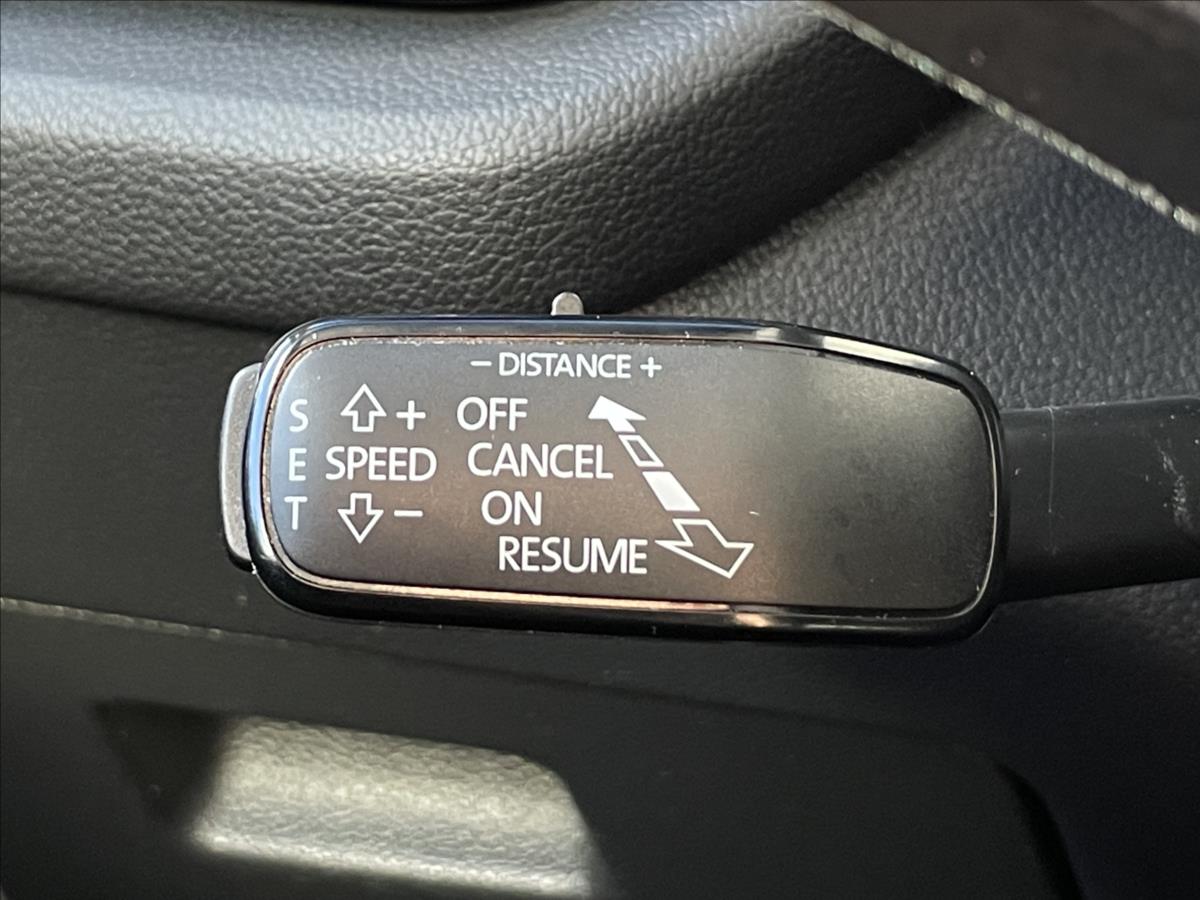 − DISTANCE +
S + OFF
E SPEED CANCEL
T − ON
RESUME